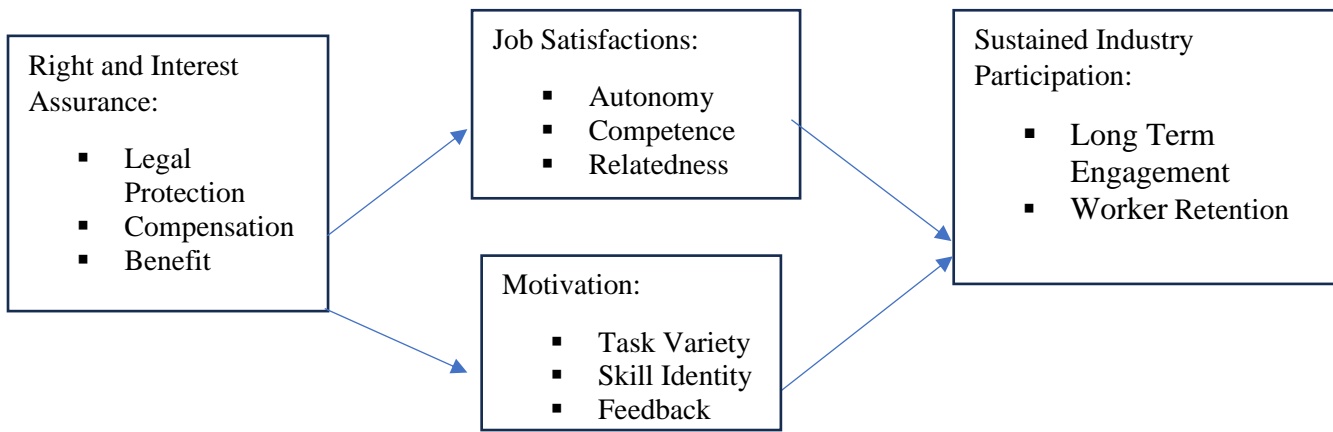 Right and Interest
Assurance:
▪ Legal
Protection
▪ Compensation
▪ Benefit
Job Satisfactions:
▪ Autonomy
▪ Competence
▪ Relatedness
Motivation:
▪ Task Variety
▪ Skill Identity
▪ Feedback
Sustained Industry
Participation:
▪ Long Term
Engagement
▪ Worker Retention